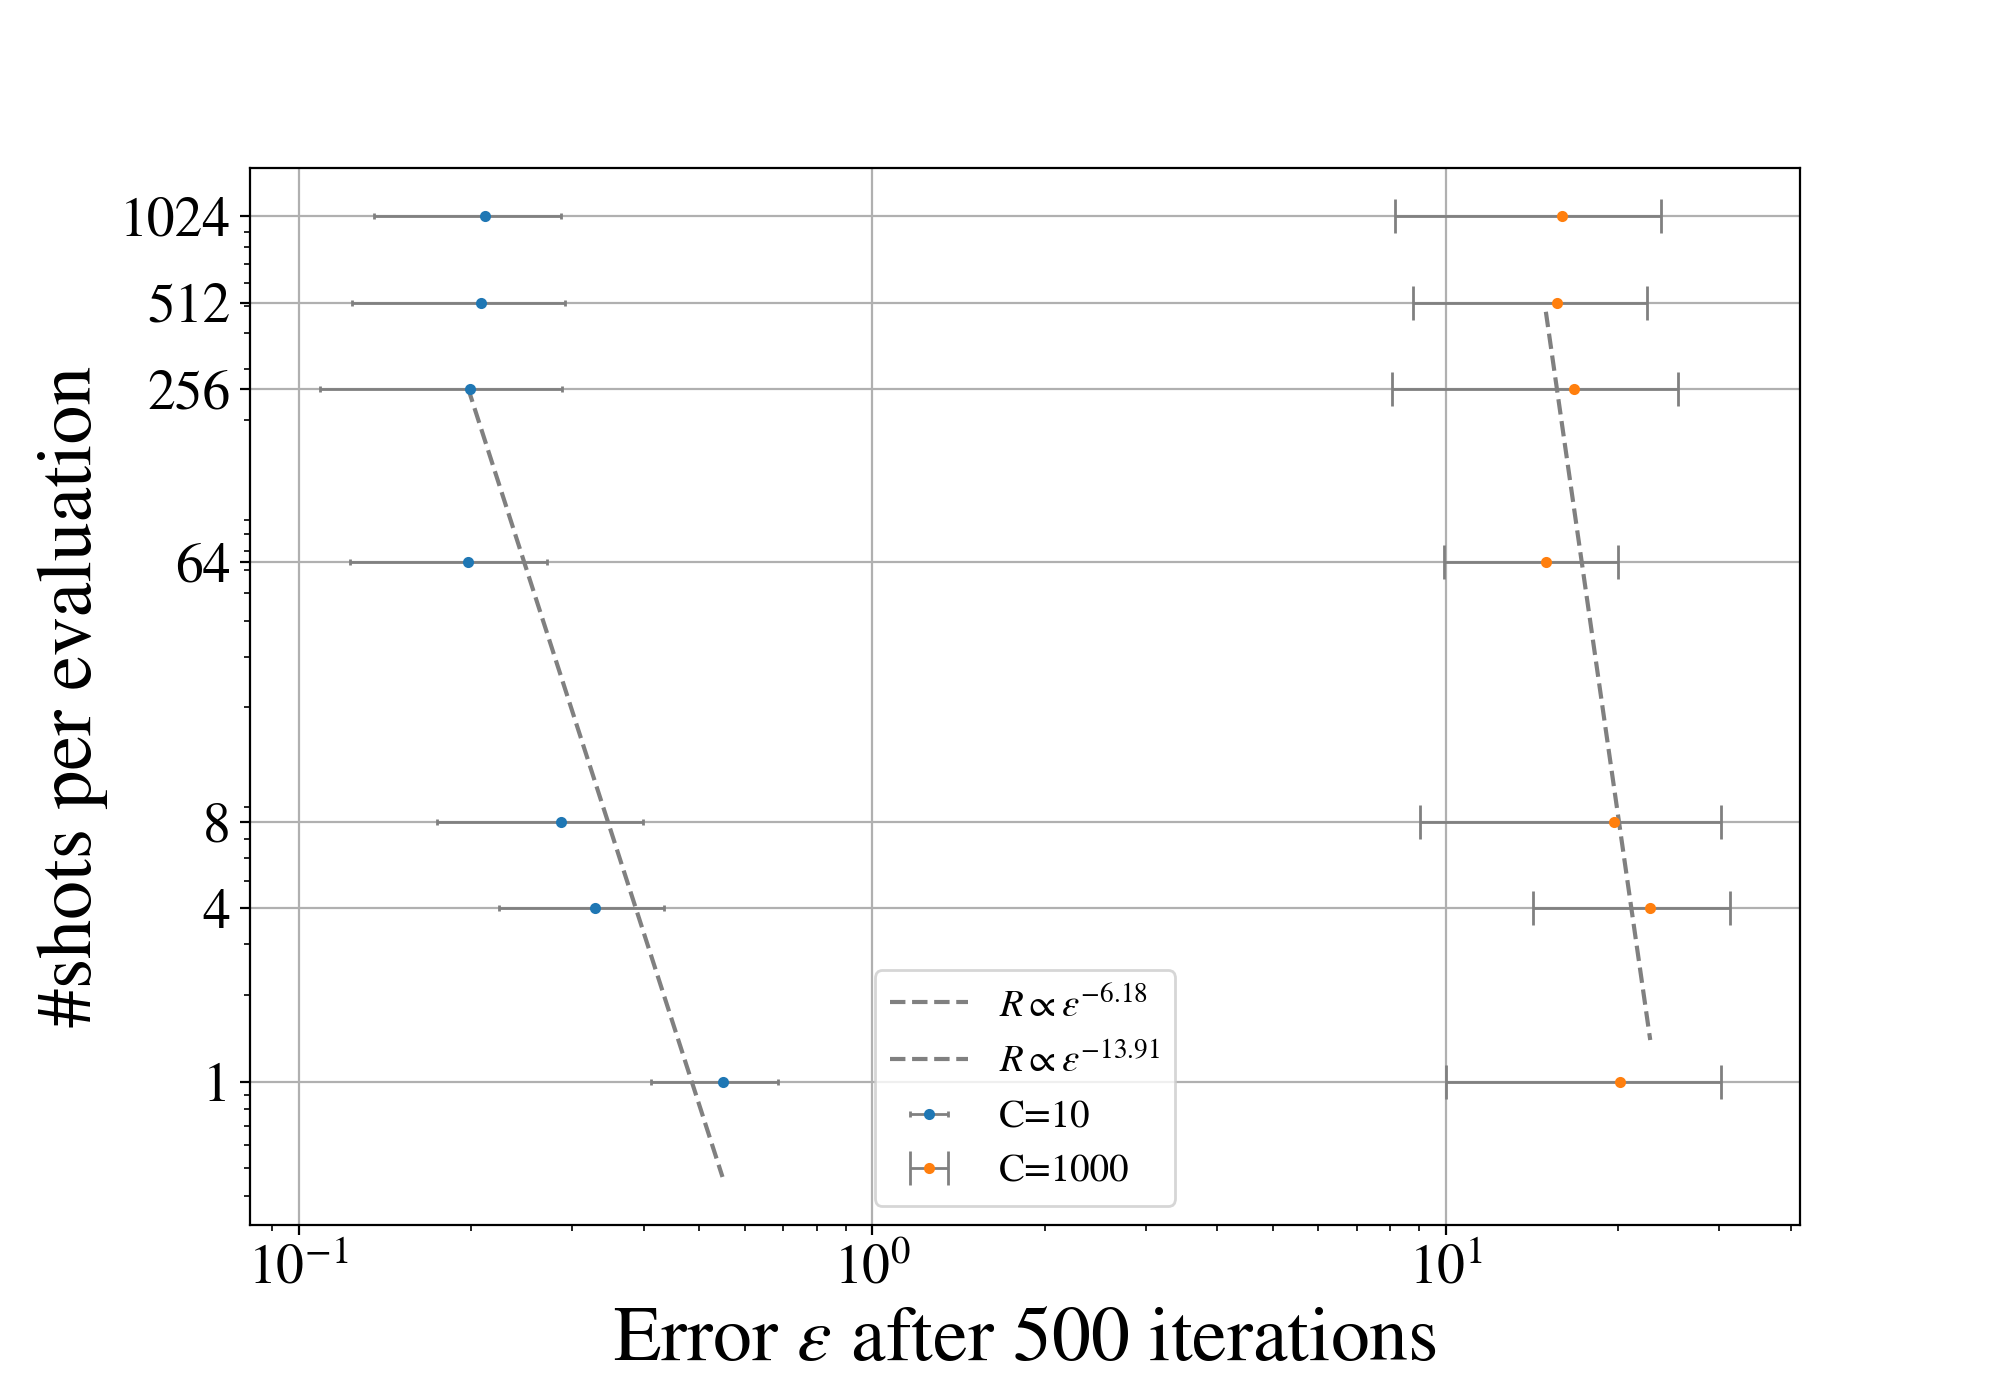 1024
512
256
64
8
4
1
#shots per evaluation
R ∝ ε^{−6.18}
R ∝ ε^{−13.91}
C=10
C=1000
10^{−1}
10^{0}
10^{1}
Error ε after 500 iterations